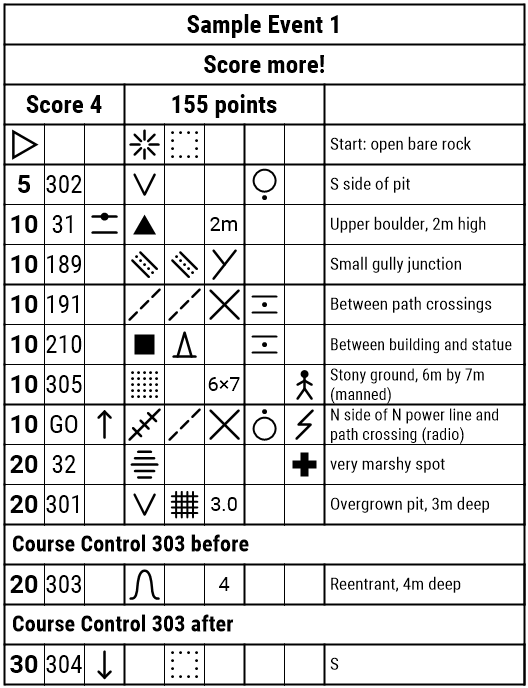 Sample Event 1
Score more!
Score 4 155 points
Start: open bare rock
5 302 S side of pit
10 31 2m Upper boulder, 2m high
10 189 Small gully junction
10 191 Between path crossings
10 210 Between building and statue
10 305 6×7 Stony ground, 6m by 7m
(manned)
10 GO N side of N power line and
path crossing (radio)
20 32 very marshy spot
20 301 3.0 Overgrown pit, 3m deep
Course Control 303 before
20 303 4 Reentrant, 4m deep
Course Control 303 after
30 304 S